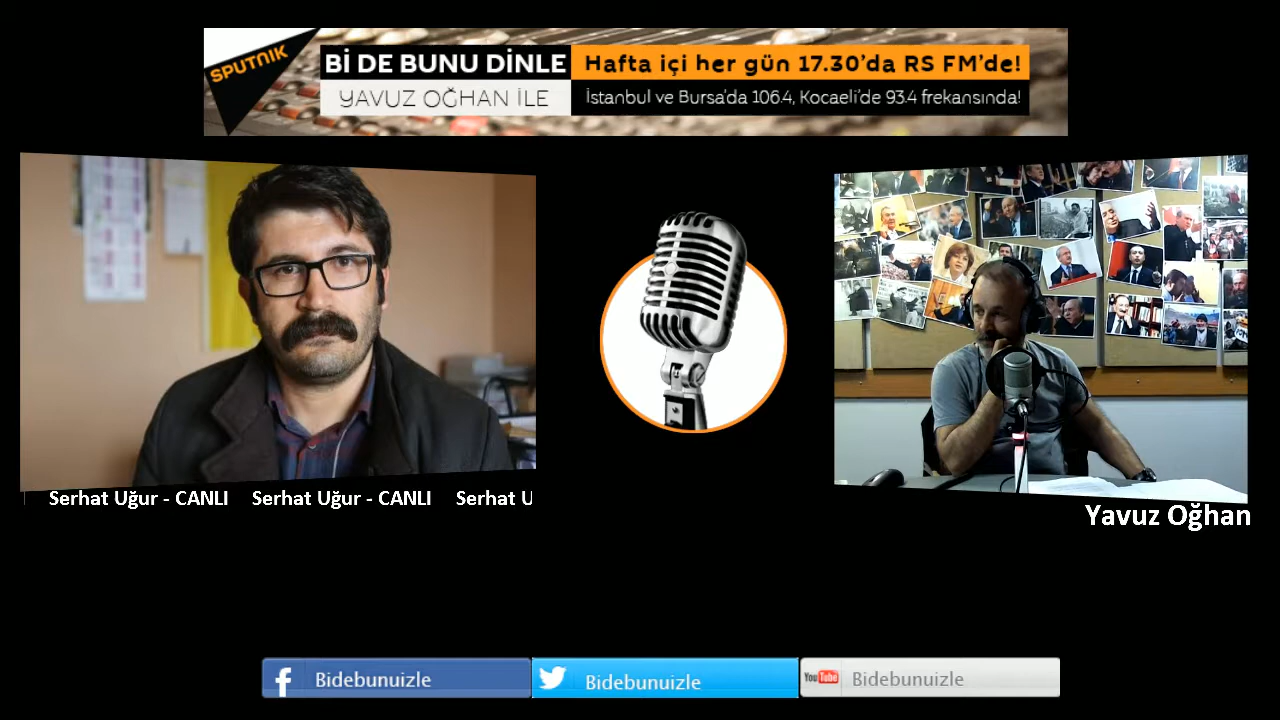 SPUTNIK
Bİ DE BUNU DİNLE
YAVUZ OĞHAN İLE
Hafta içi her gün 17.30'da RS FM'de!
İstanbul ve Bursa'da 106.4, Kocaeli'de 93.4 frekansında!
Serhat Uğur - CANLI Serhat Uğur - CANLI Serhat U
Yavuz Oğhan
f Bidebunuizle
Bidebunuizle
YouTube Bidebunuizle